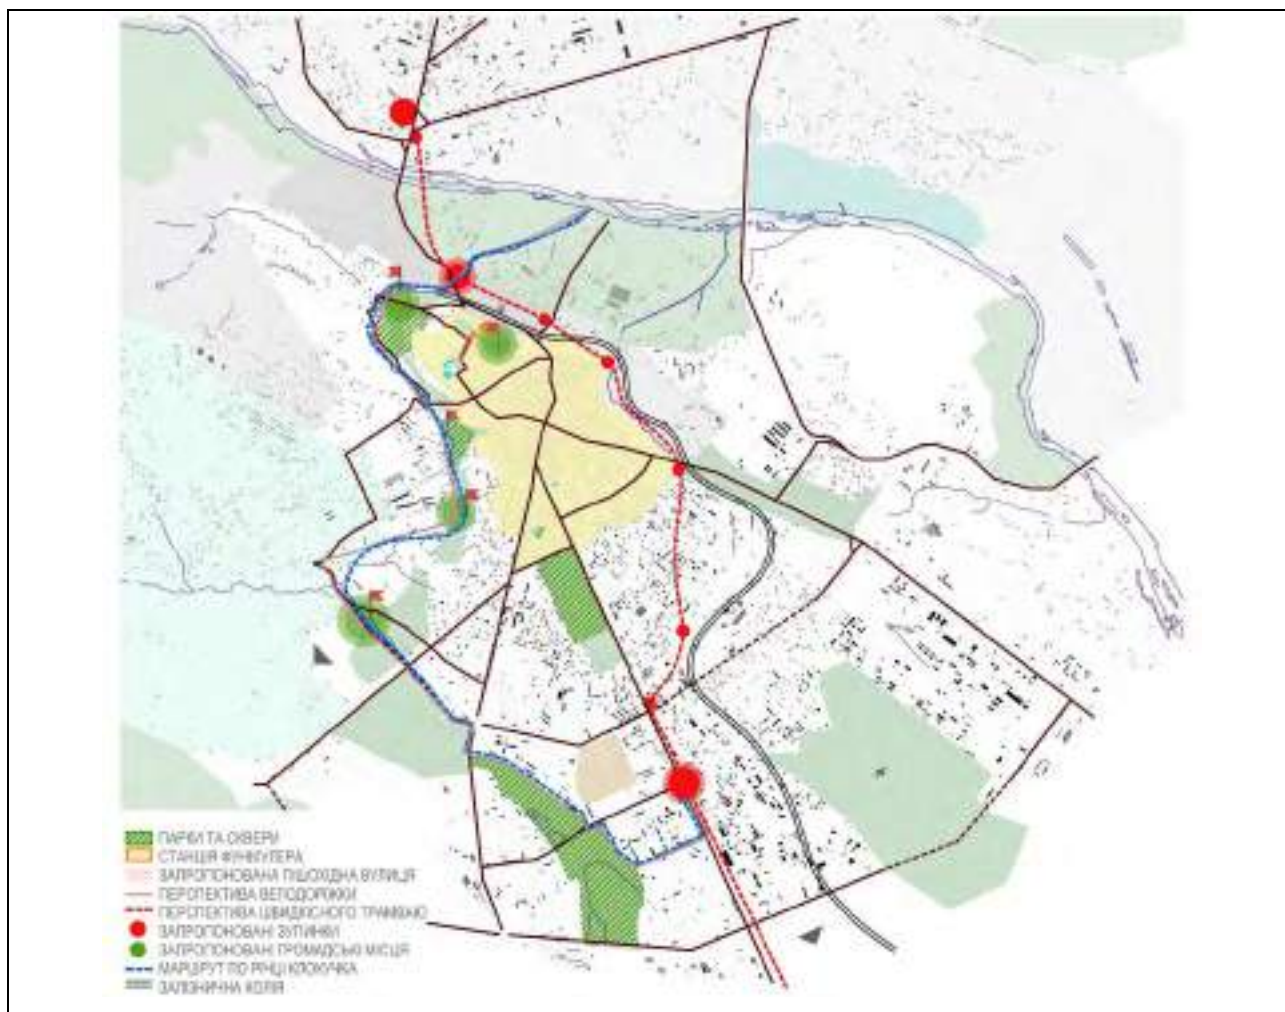 ПАРКИ ТА СКВЕРИ
СТАНЦІЯ ФУНІКУЛЕРА
ЗАПРОПОНОВАНА ПІШОХІДНА ВУЛИЦЯ
ПЕРСПЕКТИВА ВЕЛОДОРІЖКИ
ПЕРСПЕКТИВА ШВИДКІСНОГО ТРАМВАЮ
ЗАПРОПОНОВАНІ ЗУПИНКИ
ЗАПРОПОНОВАНІ ГРОМАДСЬКІ МІСЦЯ
МАРШРУТ ПО РІЧЦІ КЛОКУЧКА
ЗАЛІЗНИЧНА КОЛІЯ